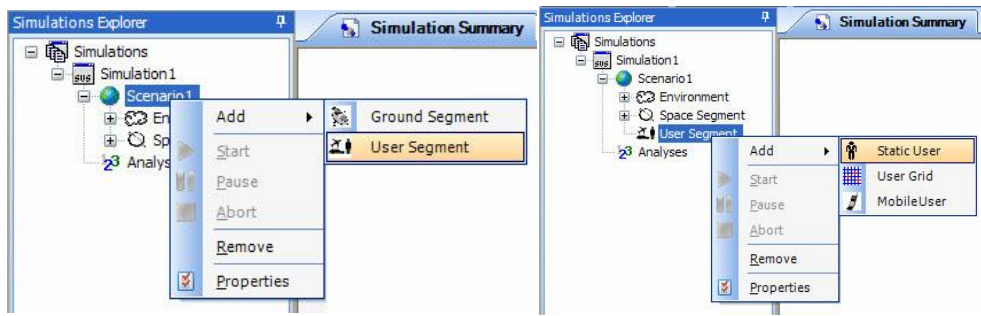 Simulations Explorer
Simulation Summary
Simulations
Simulation1
Scenario1
Add
Ground Segment
User Segment
Start
Analys
Pause
Abort
Remove
Properties
Simulations Explorer
Simulation Summary
Simulations
Simulation1
Scenario1
Environment
Space Segment
User Segment
Analyses
Add
Static User
Start
User Grid
Pause
MobileUser
Abort
Remove
Properties